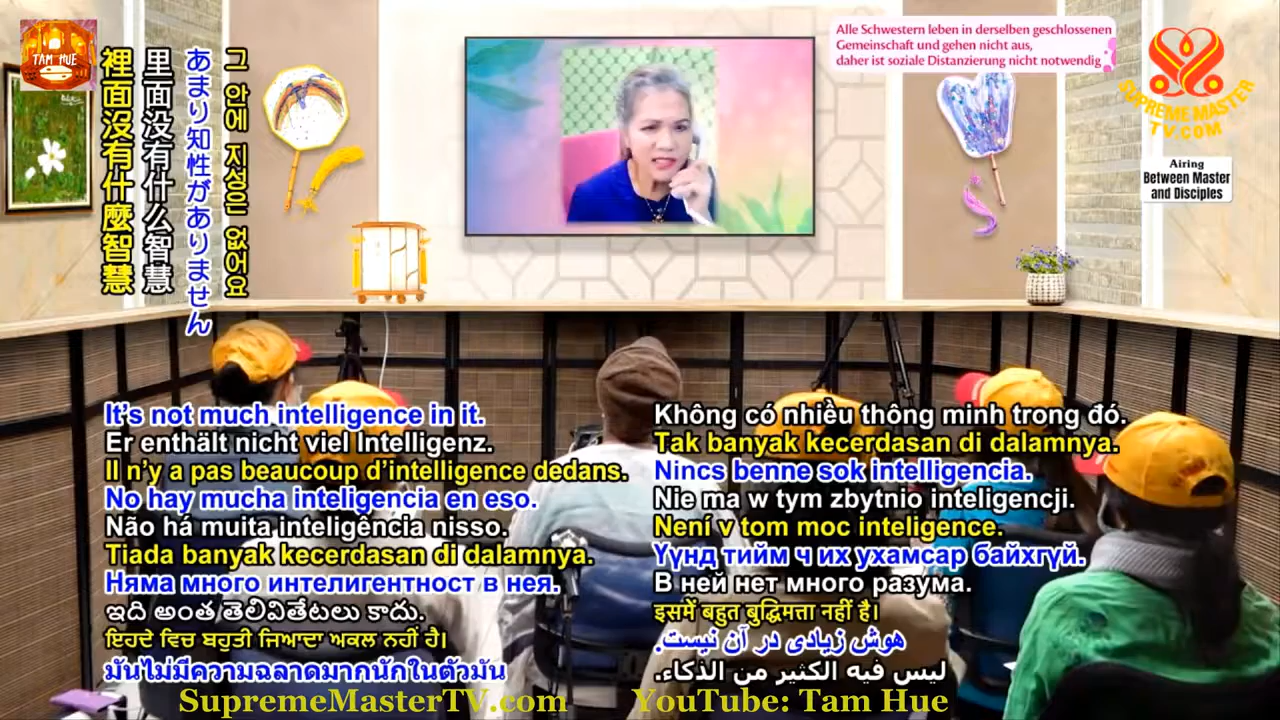 TAM HUE
裡面沒有什麼智慧
里面没有什么智慧
あまり知性がありません
그 안에 지성은 없어요
Alle Schwestern leben in derselben geschlossenen
Gemeinschaft und gehen nicht aus,
daher ist soziale Distanzierung nicht notwendig
SUPREME MASTER
TV.COM
Airing
Between Master
and Disciples
It's not much intelligence in it.
Er enthält nicht viel Intelligenz.
Il n'y a pas beaucoup d'intelligence dedans.
No hay mucha inteligencia en eso.
Não há muita inteligência nisso.
Tiada banyak kecerdasan di dalamnya.
Няма много интелигентност в нея.
ఇది అంత తెలివితేటలు కాదు.
ਇਹਦੇ ਵਿਚ ਬਹੁਤੀ ਜਿਆਦਾ ਅਕਲ ਨਹੀਂ ਹੈ।
มันไม่มีความฉลาดมากนักในตัวมัน
Không có nhiều thông minh trong đó.
Tak banyak kecerdasan di dalamnya.
Nincs benne sok intelligencia.
Nie ma w tym zbytnio inteligencji.
Není v tom moc inteligence.
Үүнд тийм ч их ухамсар байхгүй.
В ней нет много разума.
इसमें बहुत बुद्धिमत्ता नहीं है।
هوش زیادی در آن نیست.
ليس فيه الكثير من الذكاء.
SupremeMasterTV.com
YouTube: Tam Hue